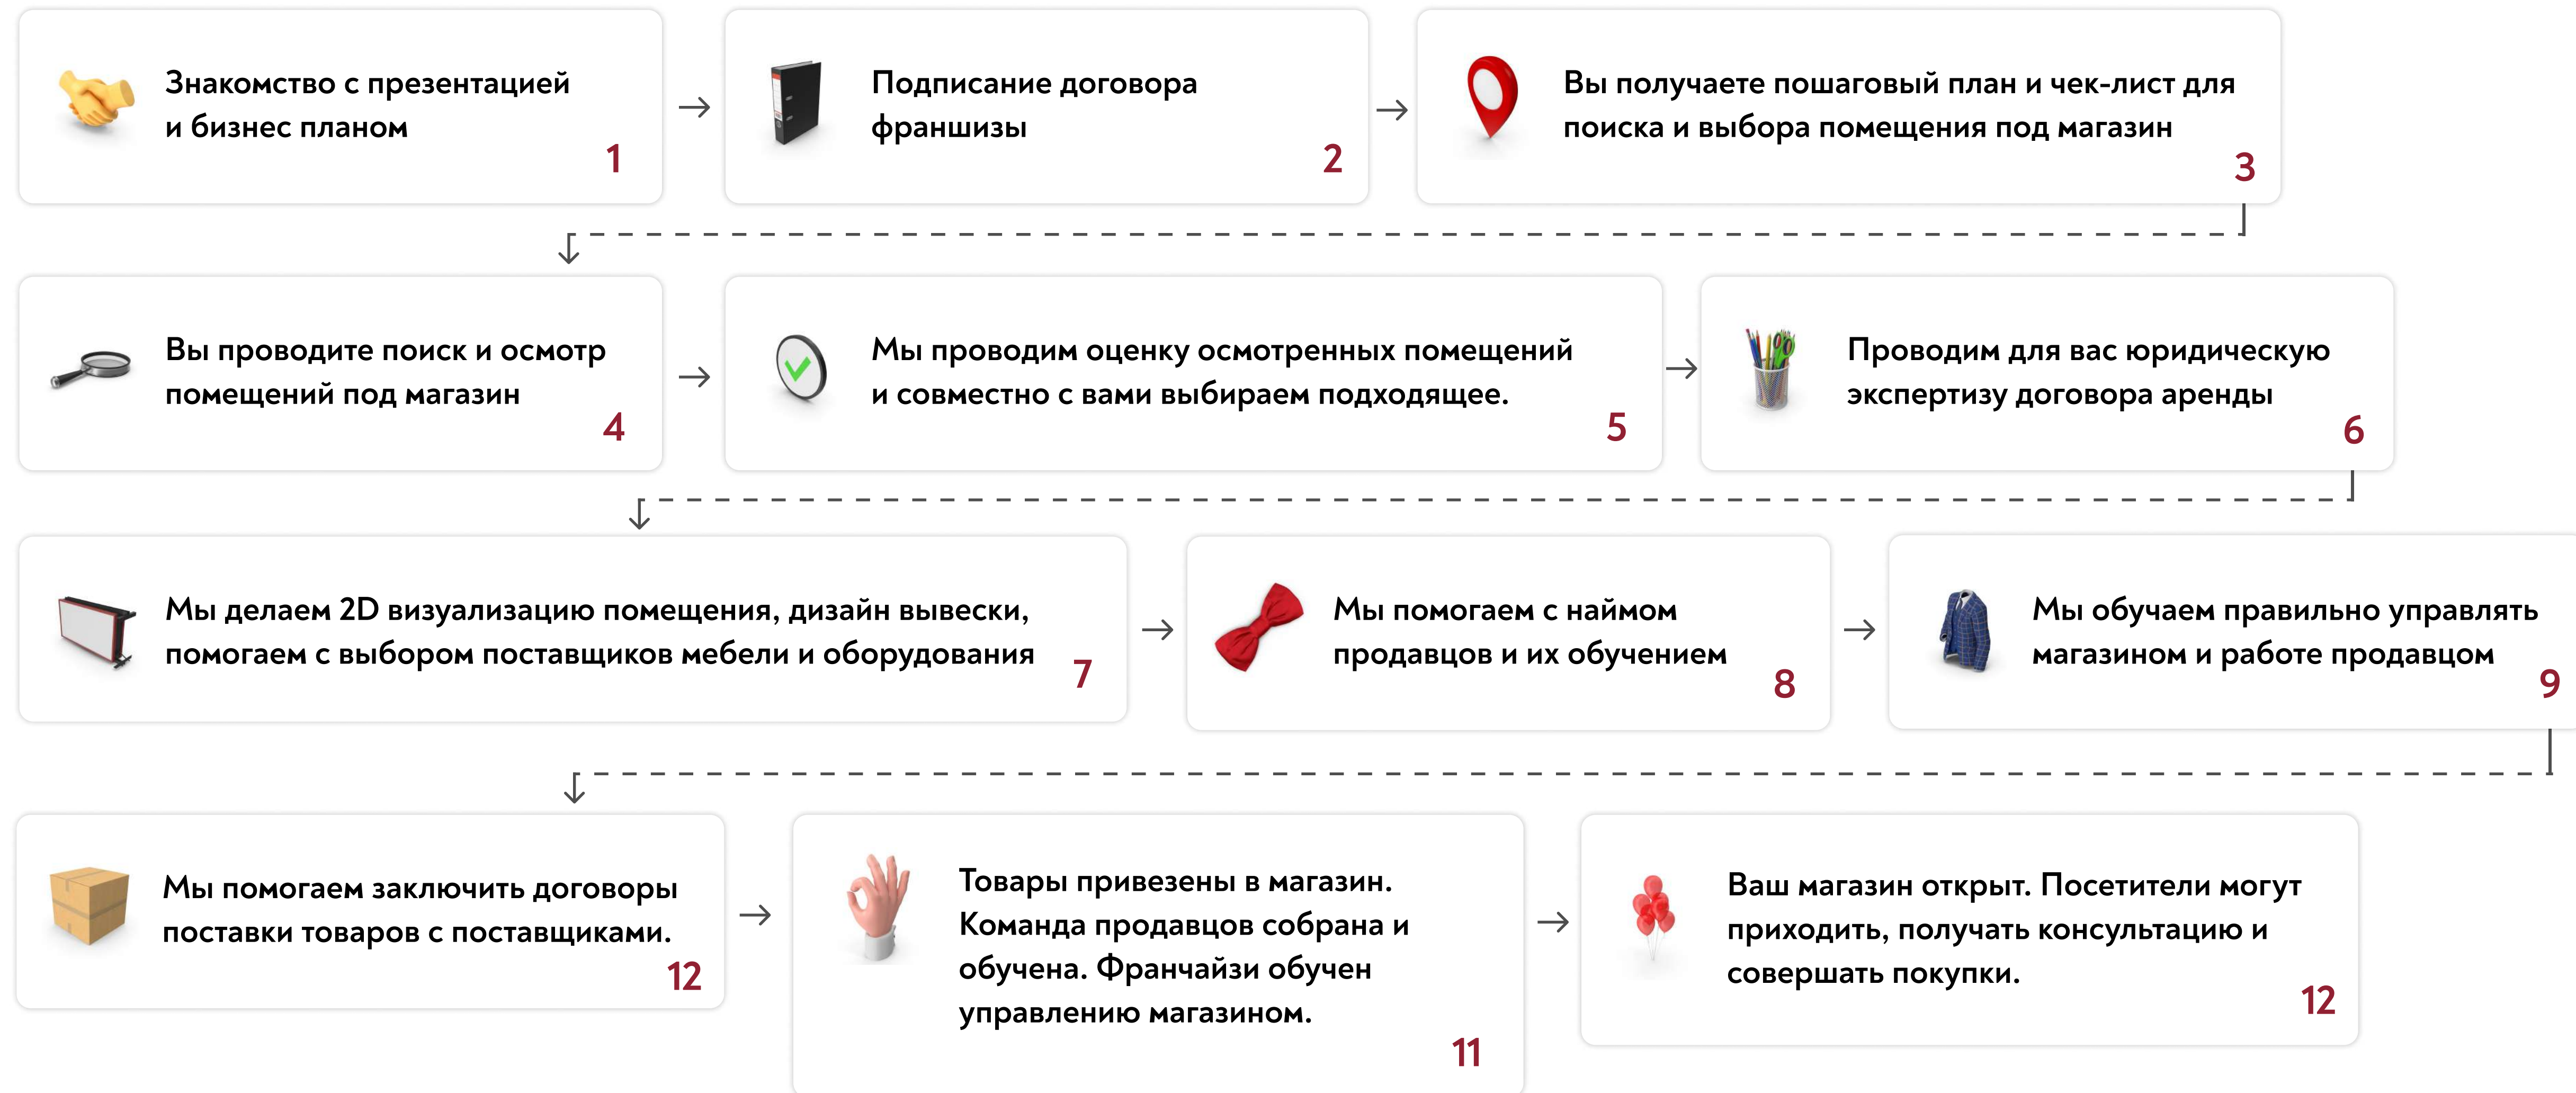 Знакомство с презентацией
и бизнес планом
1
Подписание договора
франшизы
2
Вы получаете пошаговый план и чек-лист для
поиска и выбора помещения под магазин
3
Вы проводите поиск и осмотр
помещений под магазин
4
Мы проводим оценку осмотренных помещений
и совместно с вами выбираем подходящее.
5
Проводим для вас юридическую
экспертизу договора аренды
6
Мы делаем 2D визуализацию помещения, дизайн вывески,
помогаем с выбором поставщиков мебели и оборудования
7
Мы помогаем с наймом
продавцов и их обучением
8
Мы обучаем правильно управлять
магазином и работе продавцом
9
Мы помогаем заключить договоры
поставки товаров с поставщиками.
12
Товары привезены в магазин.
Команда продавцов собрана и
обучена. Франчайзи обучен
управлению магазином.
11
Ваш магазин открыт. Посетители могут
приходить, получать консультацию и
совершать покупки.
12